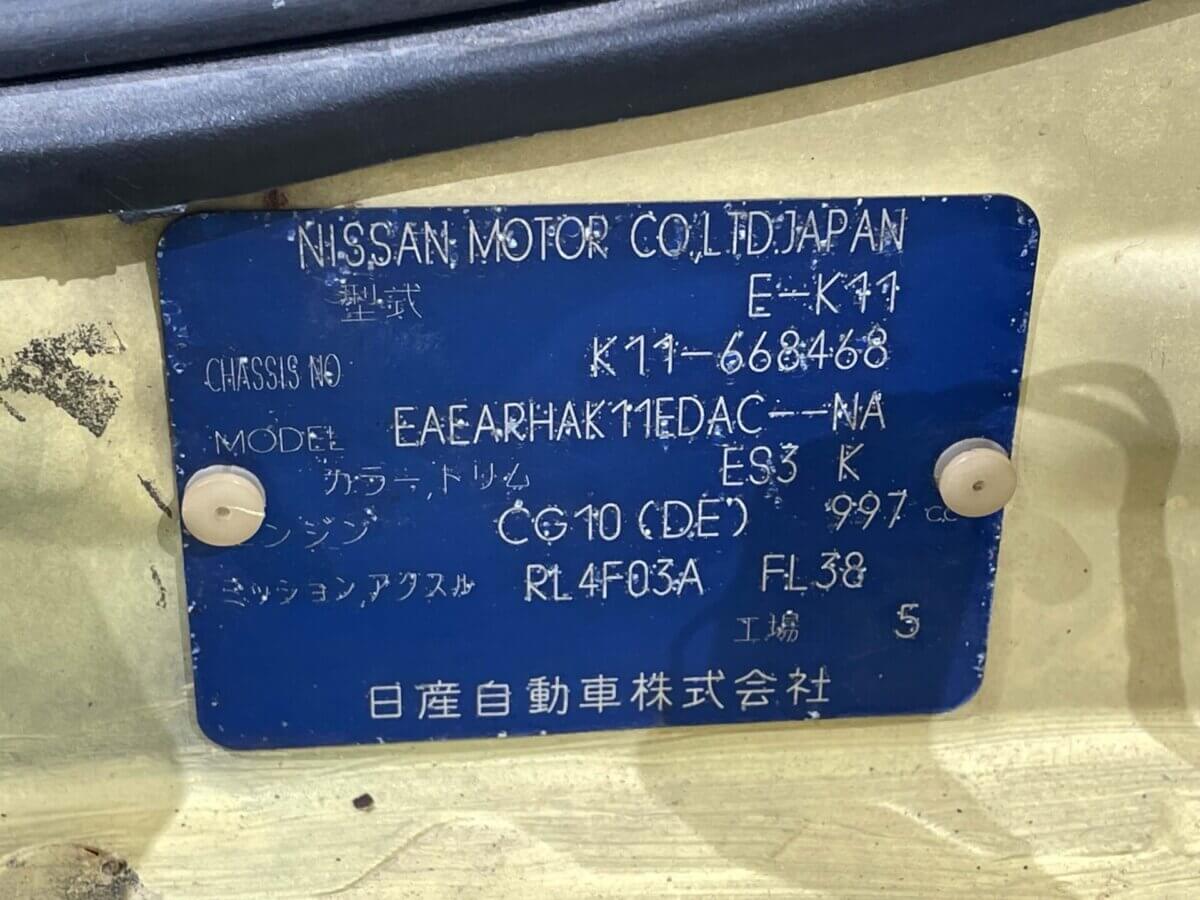 NISSAN MOTOR CO.,LTD.JAPAN
型式 E-K11
CHASSIS NO K11-668468
MODEL EAEARHAK11EDAC--NA
カラー,トリム ES3 K
エンジン CG10(DE) 997 C.C
ミッション,アクスル RL4F03A FL38
工場 5
日産自動車株式会社